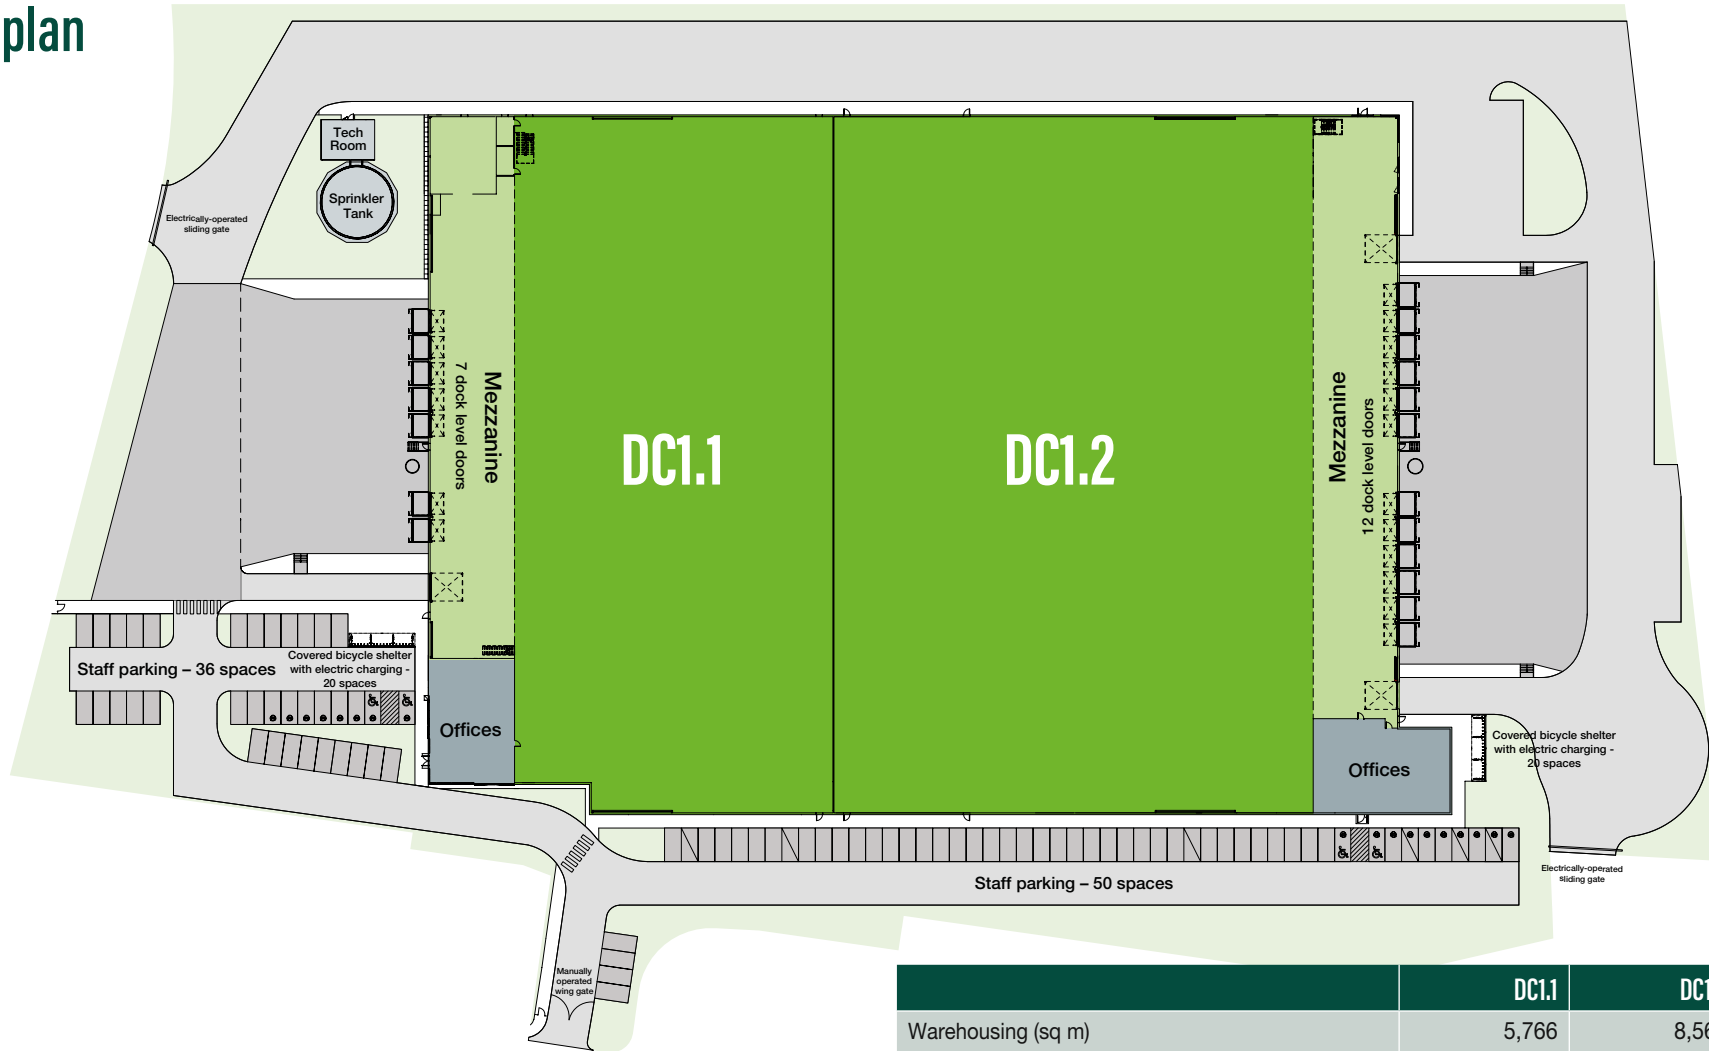 plan
Tech
Room
Sprinkler
Tank
Electrically-operated
sliding gate
Mezzanine
7 dock level doors
DC1.1
DC1.2
Mezzanine
12 dock level doors
Staff parking – 36 spaces
Covered bicycle shelter
with electric charging -
20 spaces
Offices
Offices
Covered bicycle shelter
with electric charging -
20 spaces
Staff parking – 50 spaces
Electrically-operated
sliding gate
Manually
operated
wing gate
DC1.1 DC1
Warehousing (sq m) 5,766 8,56